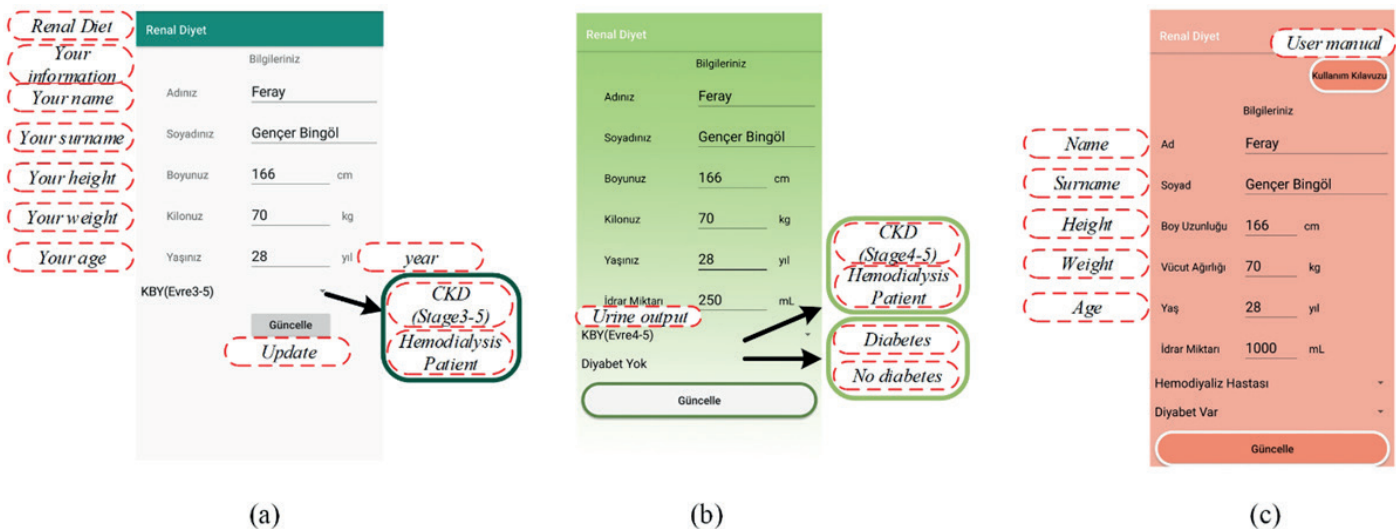 Renal Diet
Your
information
Your name
Your surname
Your height
Your weight
Your age
Renal Diyet
Bilgileriniz
Adınız Feray
Soyadınız Gençer Bingöl
Boyunuz 166 cm
Kilonuz 70 kg
Yaşınız 28 yıl
year
KBY(Evre3-5)
CKD
(Stage3-5)
Hemodialysis
Patient
Güncelle
Update
(a)
Renal Diyet
Bilgileriniz
Adınız Feray
Soyadınız Gençer Bingöl
Boyunuz 166 cm
Kilonuz 70 kg
Yaşınız 28 yıl
İdrar Miktarı 250 mL
Urine output
KBY(Evre4-5)
Diyabet Yok
Güncelle
CKD
(Stage4-5)
Hemodialysis
Patient
Diabetes
No diabetes
(b)
Renal Diyet
User manual
Kullanım Kılavuzu
Bilgileriniz
Name
Surname
Height
Weight
Age
Ad Feray
Soyad Gençer Bingöl
Boy Uzunluğu 166 cm
Vücut Ağırlığı 70 kg
Yaş 28 yıl
İdrar Miktarı 1000 mL
Hemodiyaliz Hastası
Diyabet Var
Güncelle
(c)